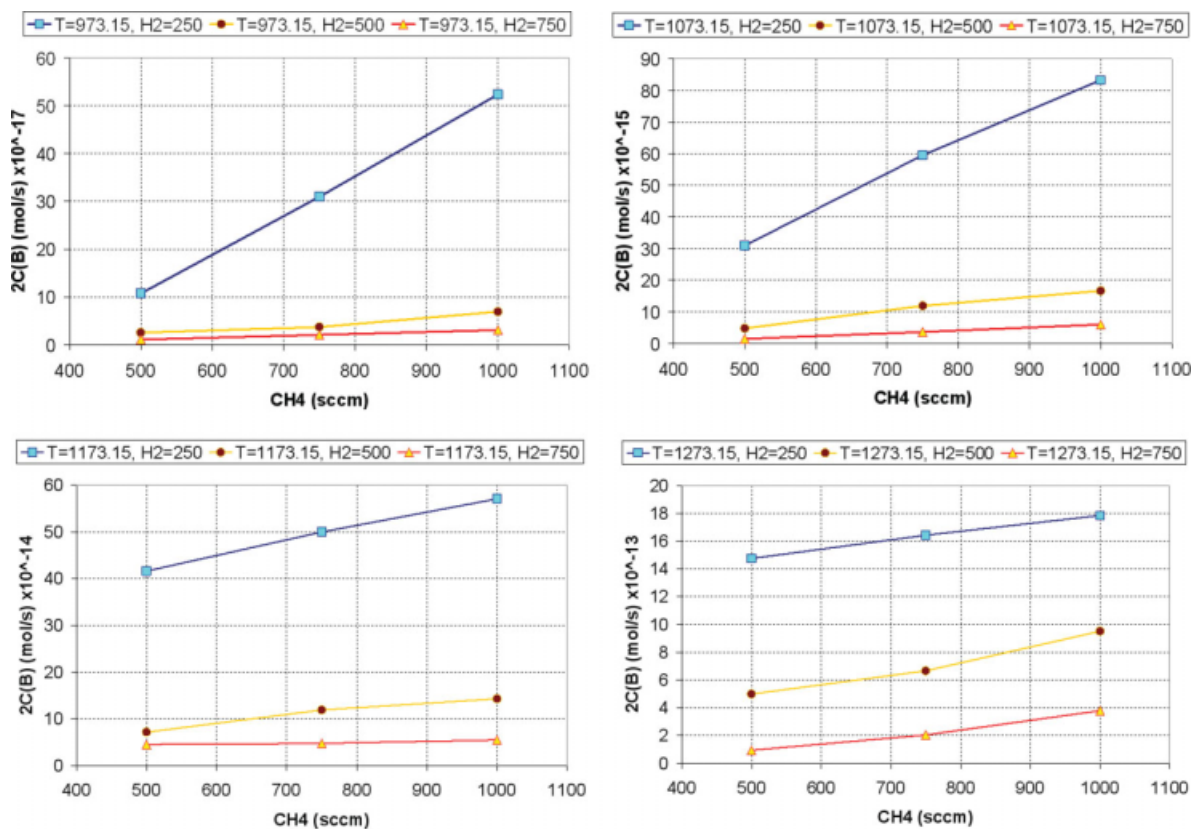 T=973.15, H2=250 T=973.15, H2=500 T=973.15, H2=750
60
50
40
30
20
10
0
2C(B) (mol/s) x10^-17
400 500 600 700 800 900 1000 1100
CH4 (sccm)
T=1073.15, H2=250 T=1073.15, H2=500 T=1073.15, H2=750
90
80
70
60
50
40
30
20
10
0
2C(B) (mol/s) x10^-15
400 500 600 700 800 900 1000 1100
CH4 (sccm)
T=1173.15, H2=250 T=1173.15, H2=500 T=1173.15, H2=750
60
50
40
30
20
10
0
2C(B) (mol/s) x10^-14
400 500 600 700 800 900 1000 1100
CH4 (sccm)
T=1273.15, H2=250 T=1273.15, H2=500 T=1273.15, H2=750
20
18
16
14
12
10
8
6
4
2
0
2C(B) (mol/s) x10^-13
400 500 600 700 800 900 1000 1100
CH4 (sccm)